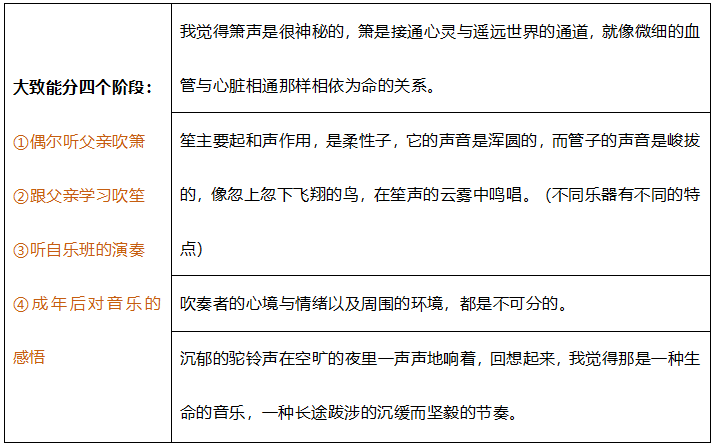 大致能分四个阶段：
①偶尔听父亲吹箫
②跟父亲学习吹笙
③听自乐班的演奏
④成年后对音乐的
感悟
我觉得箫声是很神秘的，箫是接通心灵与遥远世界的通道，就像微细的血
管与心脏相通那样相依为命的关系。
笙主要起和声作用，是柔性子，它的声音是浑圆的，而管子的声音是峻拔
的，像忽上忽下飞翔的鸟，在笙声的云雾中鸣唱。（不同乐器有不同的特
点）
吹奏者的心境与情绪以及周围的环境，都是不可分的。
沉郁的驼铃声在空旷的夜里一声声地响着，回想起来，我觉得那是一种生
命的音乐，一种长途跋涉的沉缓而坚毅的节奏。